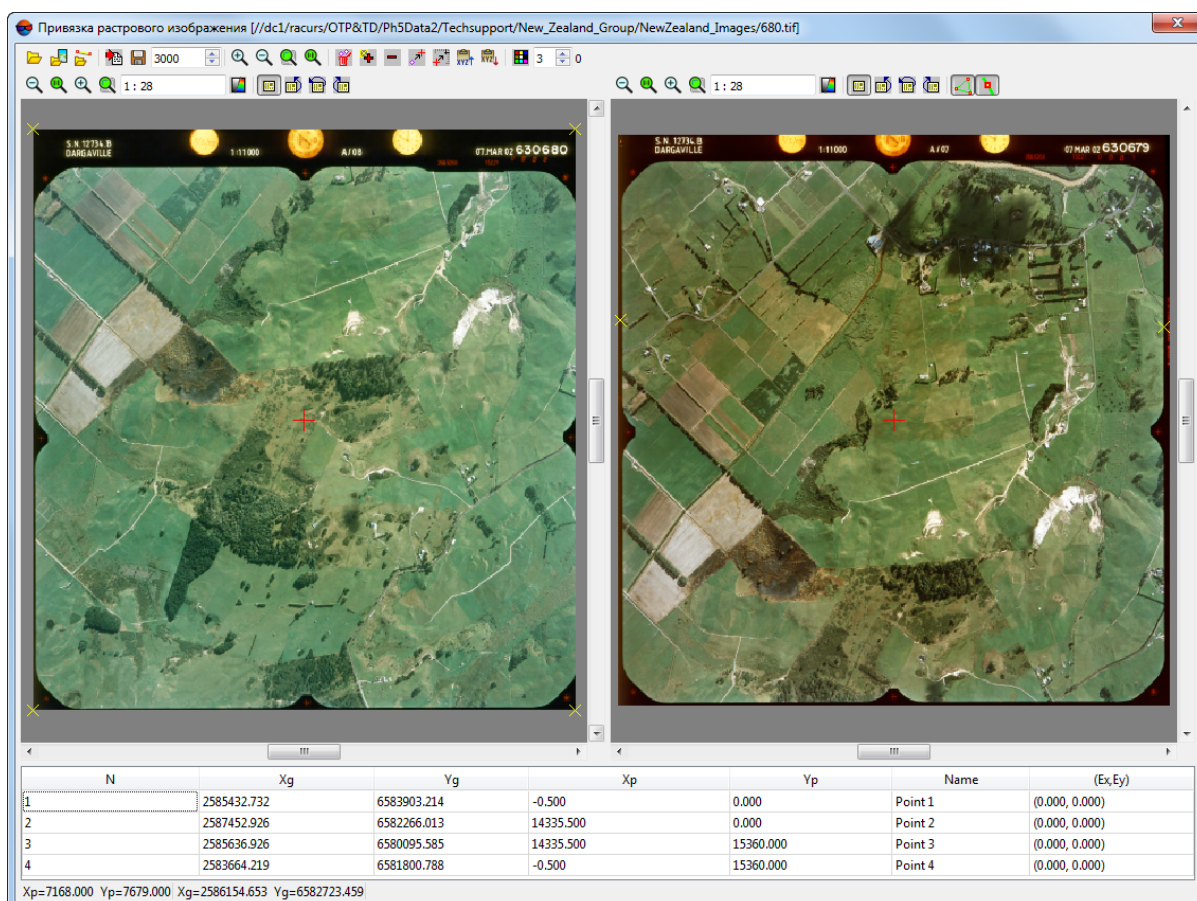 Привязка растрового изображения [//dc1/racurs/OTP&TD/Ph5Data2/Techsupport/New_Zealand_Group/NewZealand_Images/680.tif]
3000 3 0
1 : 28 1 : 28
S.N. 12734.B
DARGAVILLE 1:11000 A/08 07.MAR 02 630680
S.N. 12734.B
DARGAVILLE 1:11000 A/07 07 MAR 02 630679
N Xg Yg Xp Yp Name (Ex,Ey)
1 2585432.732 6583903.214 -0.500 0.000 Point 1 (0.000, 0.000)
2 2587452.926 6582266.013 14335.500 0.000 Point 2 (0.000, 0.000)
3 2585636.926 6580095.585 14335.500 15360.000 Point 3 (0.000, 0.000)
4 2583664.219 6581800.788 -0.500 15360.000 Point 4 (0.000, 0.000)
Xp=7168.000 Yp=7679.000 Xg=2586154.653 Yg=6582723.459